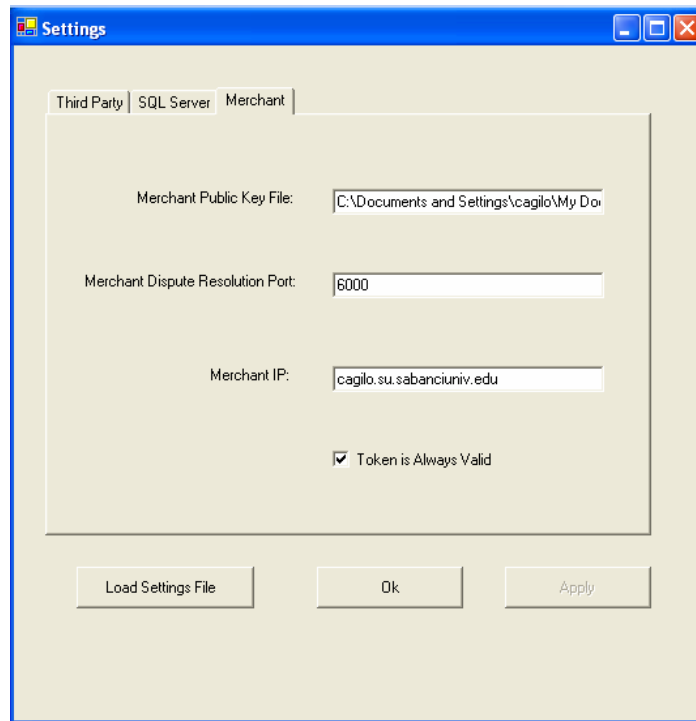 Settings
Third Party SQL Server Merchant
Merchant Public Key File: C:\Documents and Settings\cagilo\My Do
Merchant Dispute Resolution Port: 6000
Merchant IP: cagilo.su.sabanciuniv.edu
Token is Always Valid
Load Settings File Ok Apply